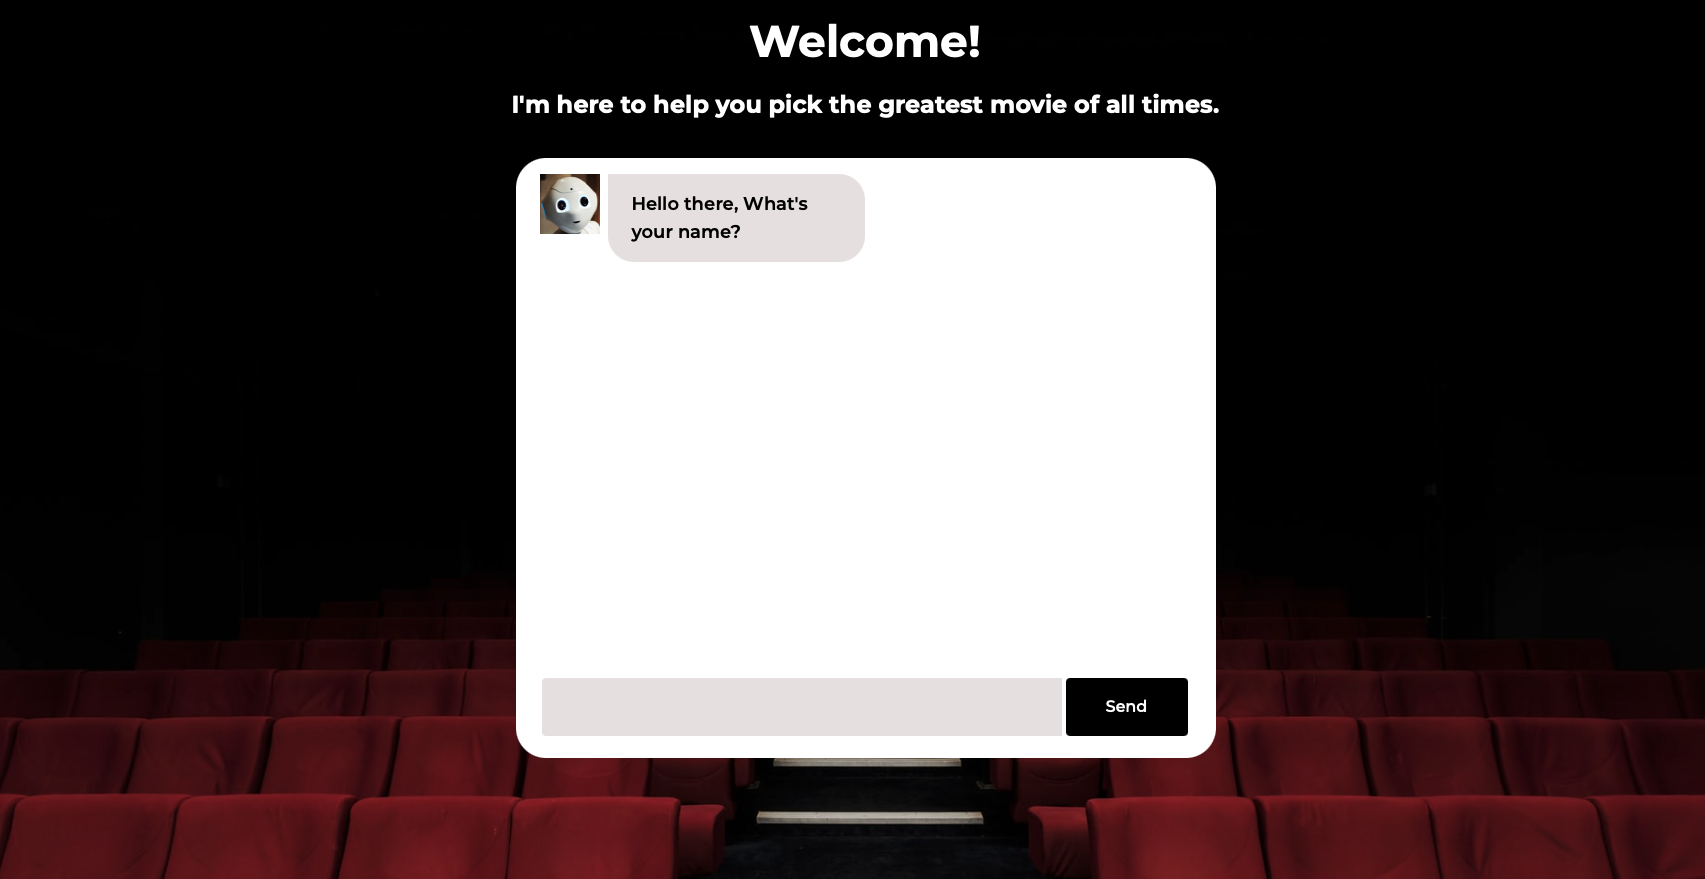 Welcome!
I'm here to help you pick the greatest movie of all times.
Hello there, What's
your name?
Send